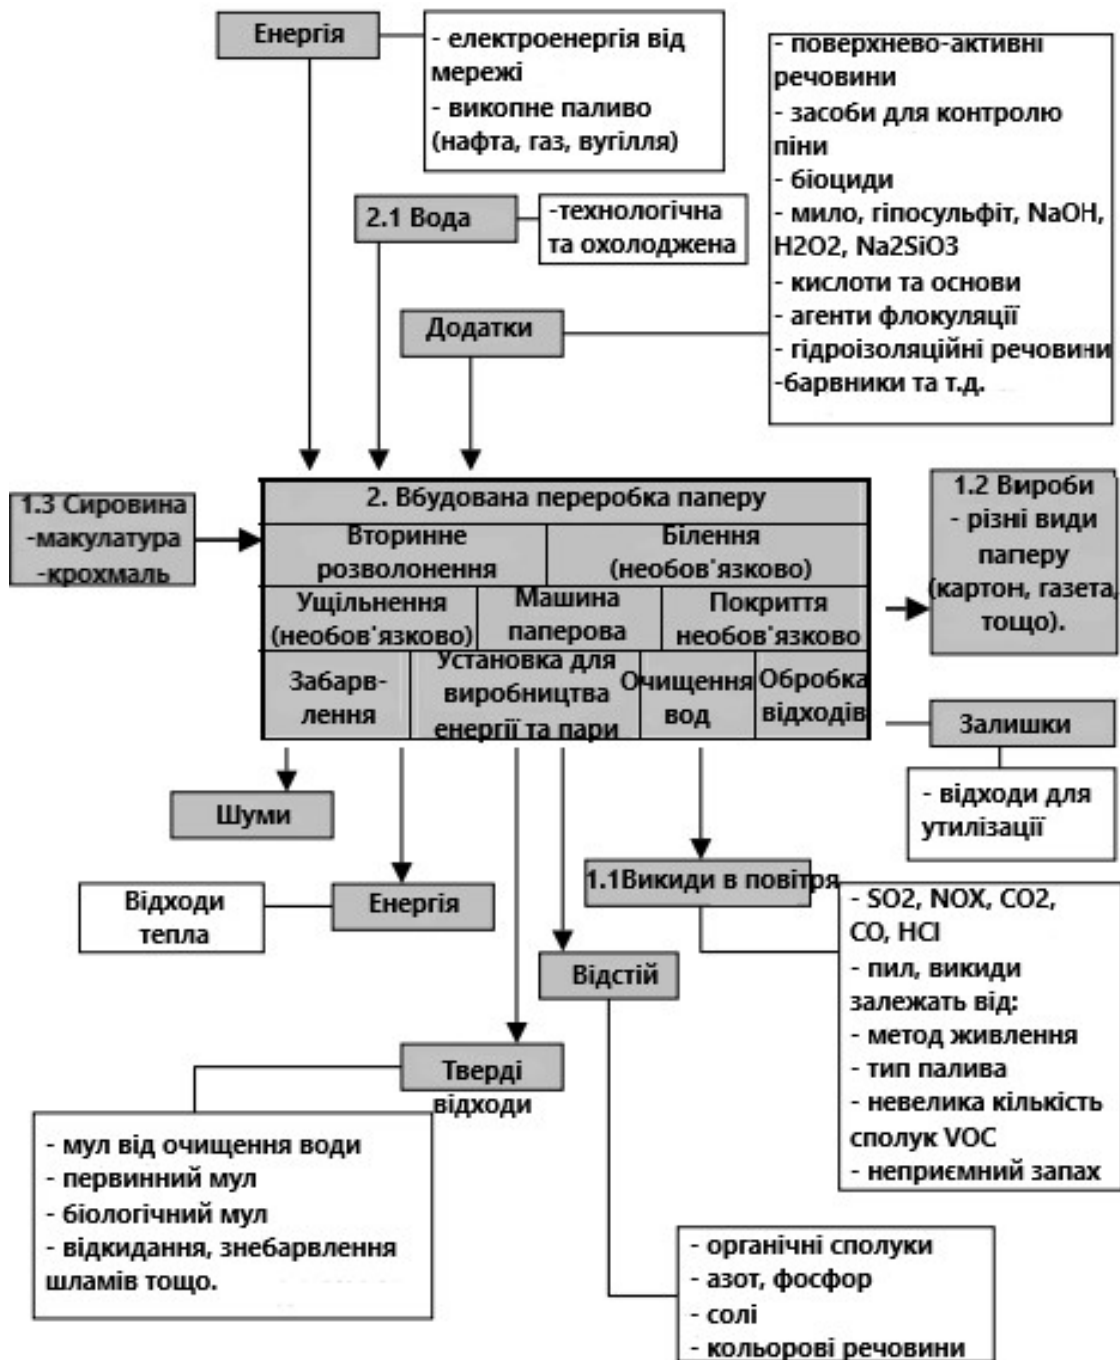 Енергія
- електроенергія від
мережі
- викопне паливо
(нафта, газ, вугілля)
- поверхнево-активні
речовини
- засоби для контролю
піни
- біоциди
- мило, гіпосульфіт, NaOH,
H2O2, Na2SiO3
- кислоти та основи
- агенти флокуляції
- гідроізоляційні речовини
-барвники та т.д.
2.1 Вода
-технологічна
та охолоджена
Додатки
1.3 Сировина
-макулатура
-крохмаль
2. Вбудована переробка паперу
Вторинне
розволонення
Білення
(необов'язково)
Ущільнення
(необов'язково)
Машина
паперова
Покриття
необов'язково
Забарв-
лення
Установка для
виробництва
енергії та пари
Очищення
вод
Обробка
відходів
1.2 Вироби
- різні види
паперу
(картон, газета,
тощо).
Залишки
- відходи для
утилізації
Шуми
Відходи
тепла
Енергія
1.1Викиди в повітря
- SO2, NOX, CO2,
CO, HCl
- пил, викиди
залежать від:
- метод живлення
- тип палива
- невелика кількість
сполук VOC
- неприємний запах
Відстій
Тверді
відходи
- мул від очищення води
- первинний мул
- біологічний мул
- відкидання, знебарвлення
шламів тощо.
- органічні сполуки
- азот, фосфор
- солі
- кольорові речовини